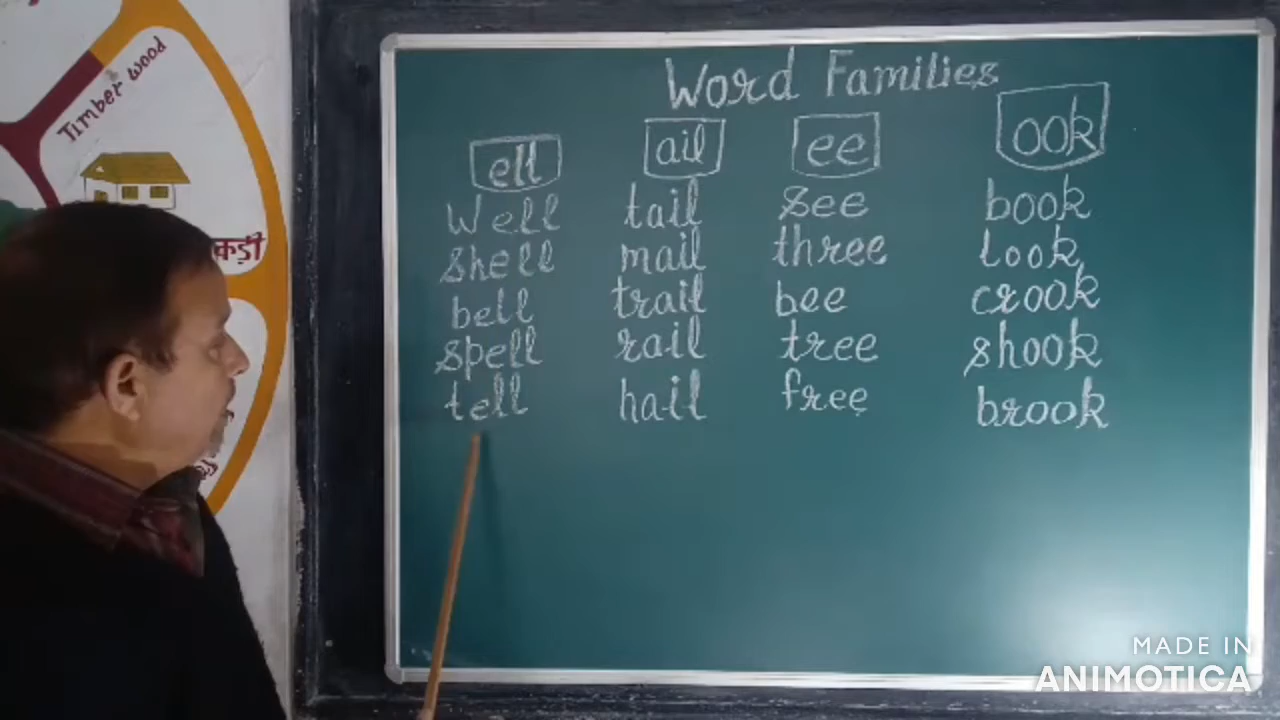 Timber wood
कड़ी
Word Families
ell ail ee ook
Well tail see book
shell mail three look
bell trail bee crook
spell rail tree shook
tell hail free brook
MADE IN
ANIMOTICA